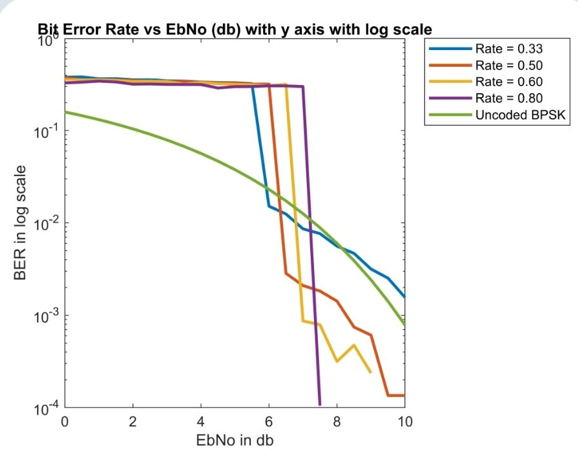 Bit Error Rate vs EbNo (db) with y axis with log scale
10⁰
10⁻¹
10⁻²
10⁻³
10⁻⁴
BER in log scale
0 2 4 6 8 10
EbNo in db
Rate = 0.33
Rate = 0.50
Rate = 0.60
Rate = 0.80
Uncoded BPSK